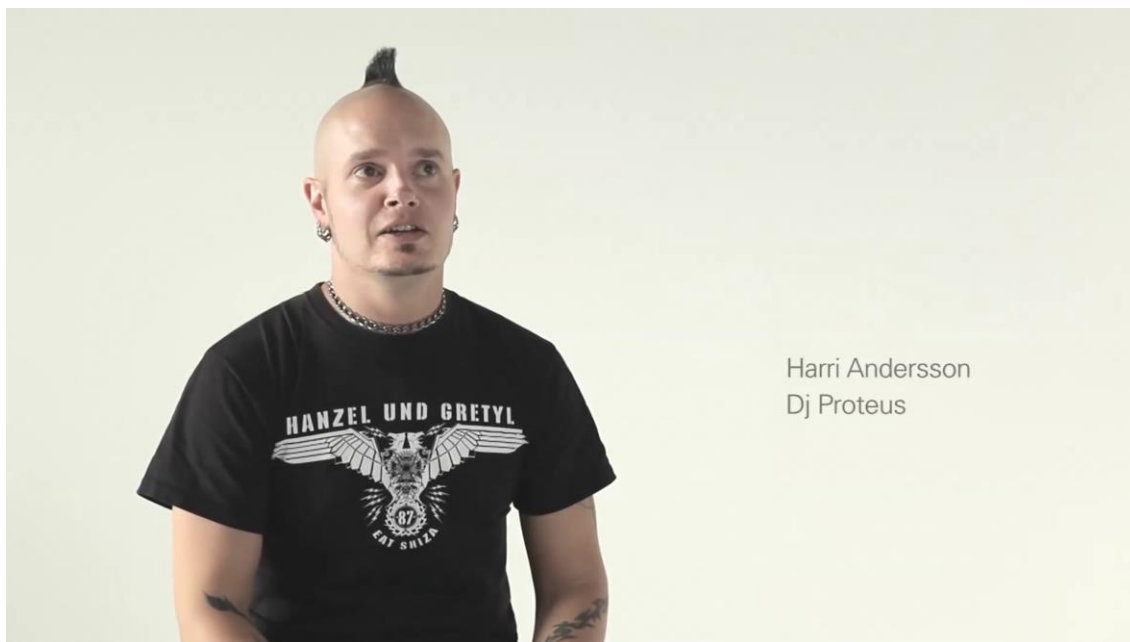 Harri Andersson
Dj Proteus
HANZEL UND GRETYL
87
EAT SHIZA